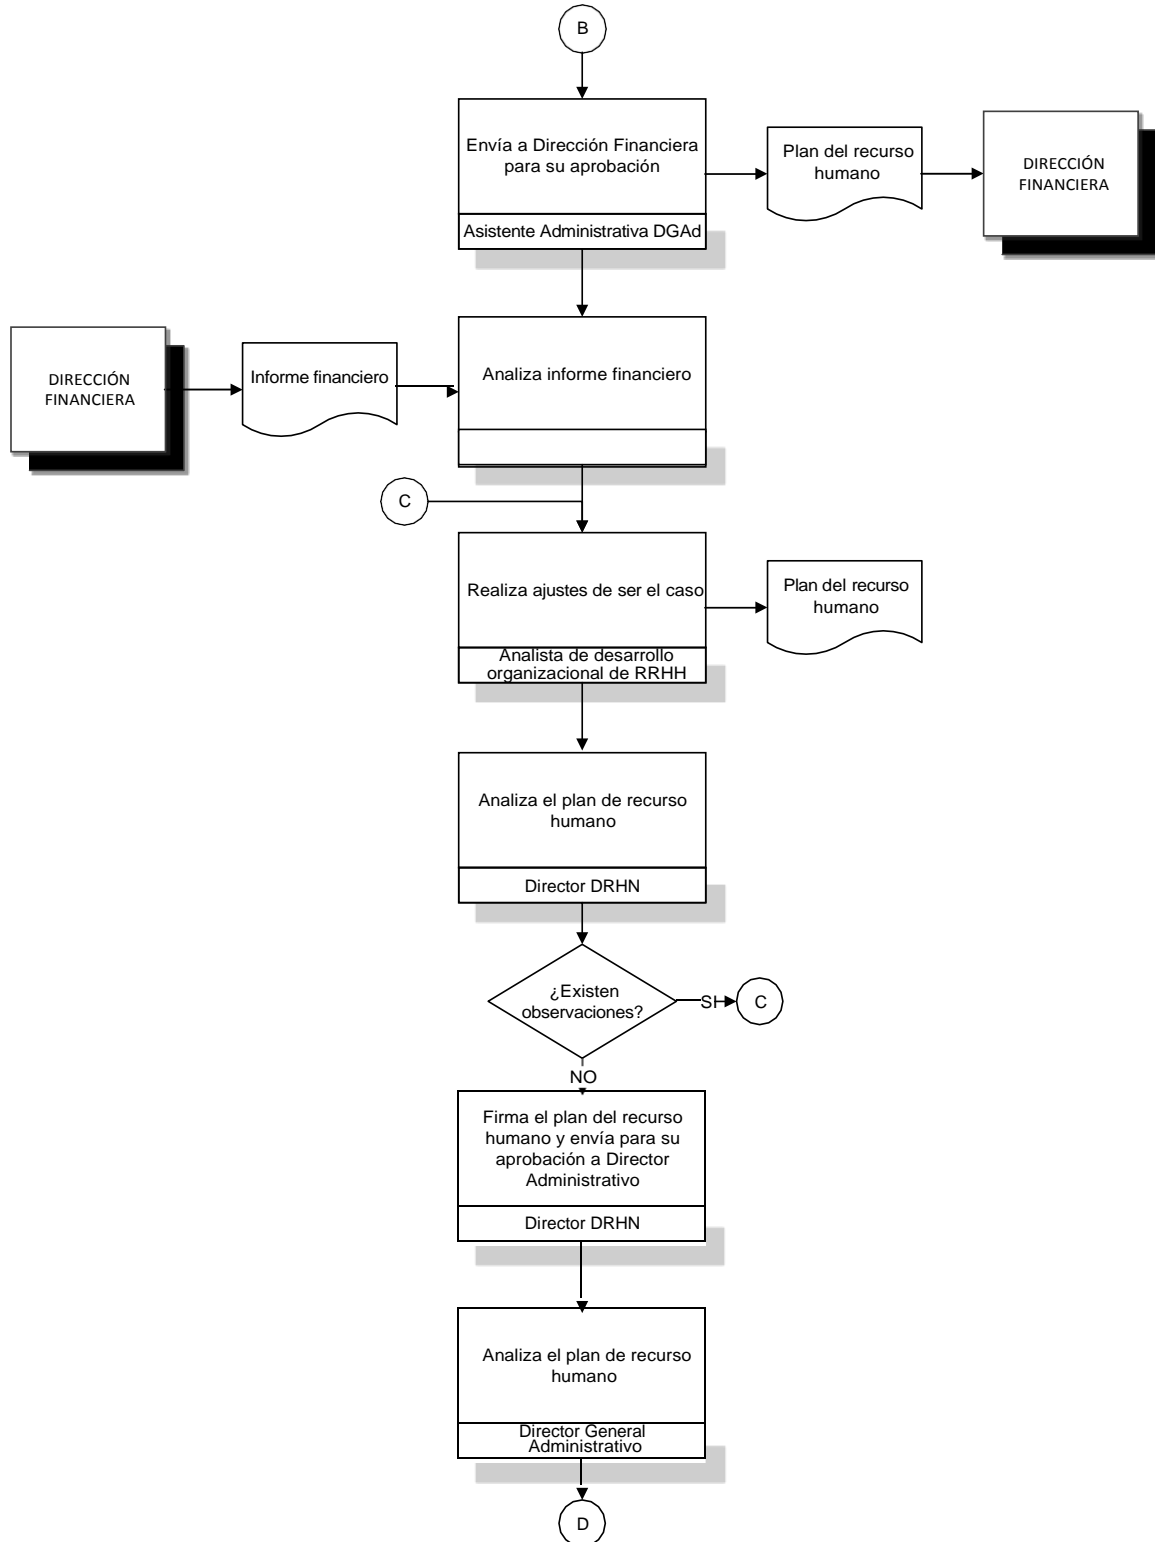 B
Envía a Dirección Financiera
para su aprobación
Asistente Administrativa DGAd
Plan del recurso
humano
DIRECCIÓN
FINANCIERA
DIRECCIÓN
FINANCIERA
Informe financiero
Analiza informe financiero
C
Realiza ajustes de ser el caso
Analista de desarrollo
organizacional de RRHH
Plan del recurso
humano
Analiza el plan de recurso
humano
Director DRHN
¿Existen
observaciones?
SI
C
NO
Firma el plan del recurso
humano y envía para su
aprobación a Director
Administrativo
Director DRHN
Analiza el plan de recurso
humano
Director General
Administrativo
D